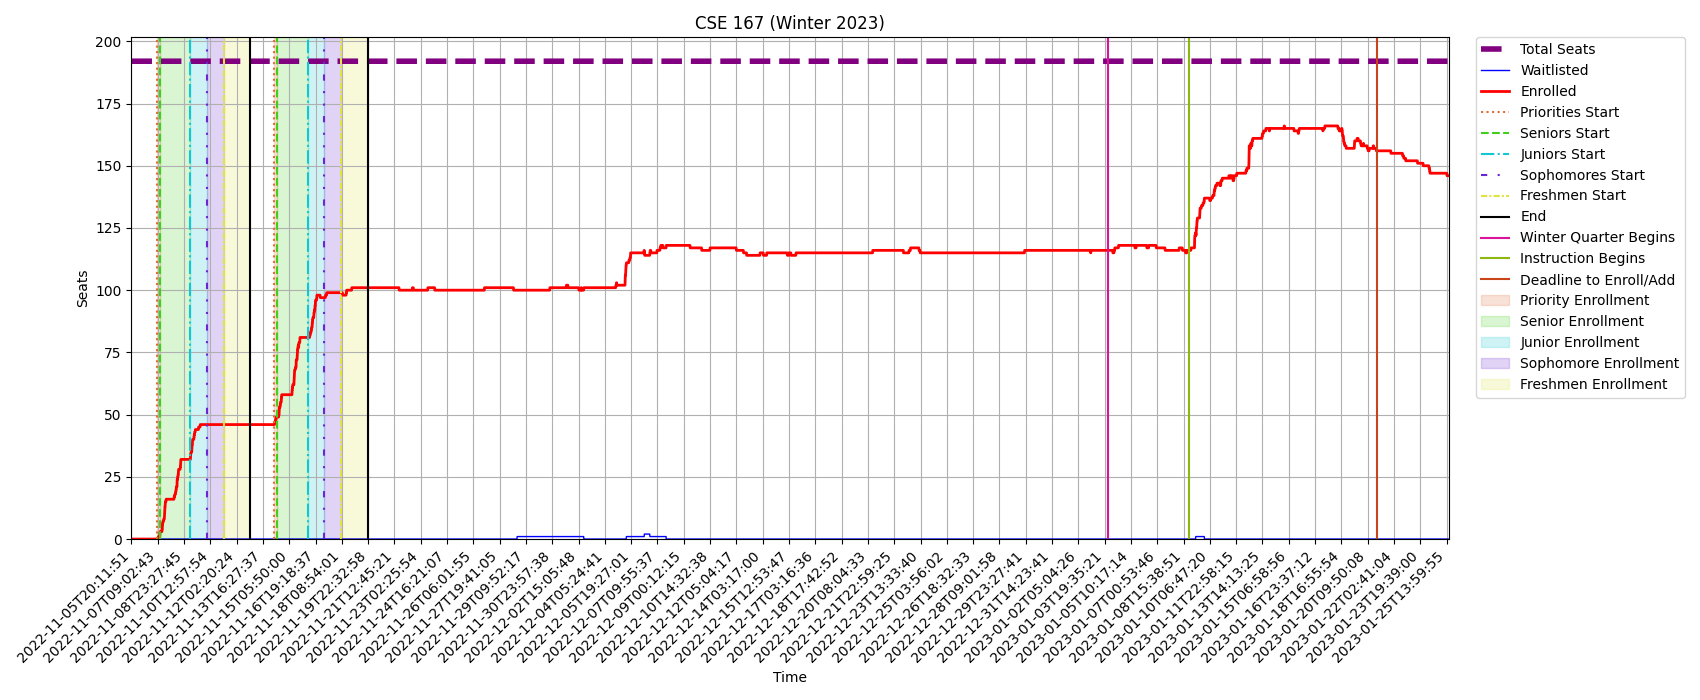 CSE 167 (Winter 2023)
200
175
150
125
100
75
50
25
0
Seats
2022-11-05T20:11:51
2022-11-07T09:02:43
2022-11-08T23:27:45
2022-11-10T12:57:54
2022-11-12T02:20:24
2022-11-13T16:27:37
2022-11-15T05:50:00
2022-11-16T19:18:37
2022-11-18T08:54:01
2022-11-19T22:32:58
2022-11-21T12:45:21
2022-11-23T02:25:54
2022-11-24T16:21:07
2022-11-26T06:01:55
2022-11-27T19:41:05
2022-11-29T09:52:17
2022-11-30T23:57:38
2022-12-02T15:05:48
2022-12-04T05:24:41
2022-12-05T19:27:01
2022-12-07T09:55:37
2022-12-09T00:12:15
2022-12-10T14:32:38
2022-12-12T05:04:17
2022-12-14T03:17:00
2022-12-15T12:53:47
2022-12-17T03:16:36
2022-12-18T17:42:52
2022-12-20T08:04:33
2022-12-21T22:59:25
2022-12-23T13:33:40
2022-12-25T03:56:02
2022-12-26T18:32:33
2022-12-28T09:01:58
2022-12-29T23:27:41
2022-12-31T14:23:41
2023-01-02T05:04:26
2023-01-03T19:35:21
2023-01-05T10:17:14
2023-01-07T00:53:46
2023-01-08T15:38:51
2023-01-10T06:47:20
2023-01-11T22:58:15
2023-01-13T14:13:25
2023-01-15T06:58:56
2023-01-16T23:37:12
2023-01-18T16:55:54
2023-01-20T09:50:08
2023-01-22T02:41:04
2023-01-23T19:39:00
2023-01-25T13:59:55
Time
Total Seats
Waitlisted
Enrolled
Priorities Start
Seniors Start
Juniors Start
Sophomores Start
Freshmen Start
End
Winter Quarter Begins
Instruction Begins
Deadline to Enroll/Add
Priority Enrollment
Senior Enrollment
Junior Enrollment
Sophomore Enrollment
Freshmen Enrollment